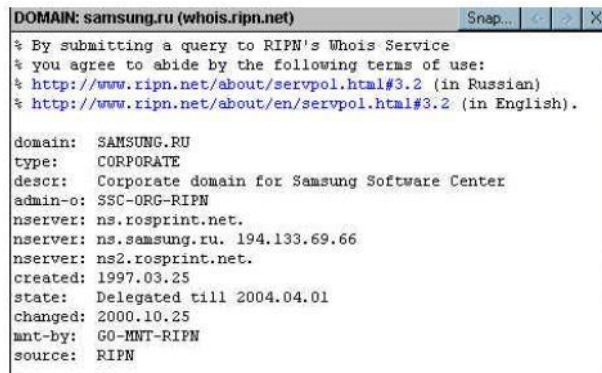 DOMAIN: samsung.ru (whois.ripn.net) Snap... <- -> X
% By submitting a query to RIPN's Whois Service
% you agree to abide by the following terms of use:
% http://www.ripn.net/about/servpol.html#3.2 (in Russian)
% http://www.ripn.net/about/en/servpol.html#3.2 (in English).
domain: SAMSUNG.RU
type: CORPORATE
descr: Corporate domain for Samsung Software Center
admin-o: SSC-ORG-RIPN
nserver: ns.rosprint.net.
nserver: ns.samsung.ru. 194.133.69.66
nserver: ns2.rosprint.net.
created: 1997.03.25
state: Delegated till 2004.04.01
changed: 2000.10.25
mnt-by: GO-MNT-RIPN
source: RIPN